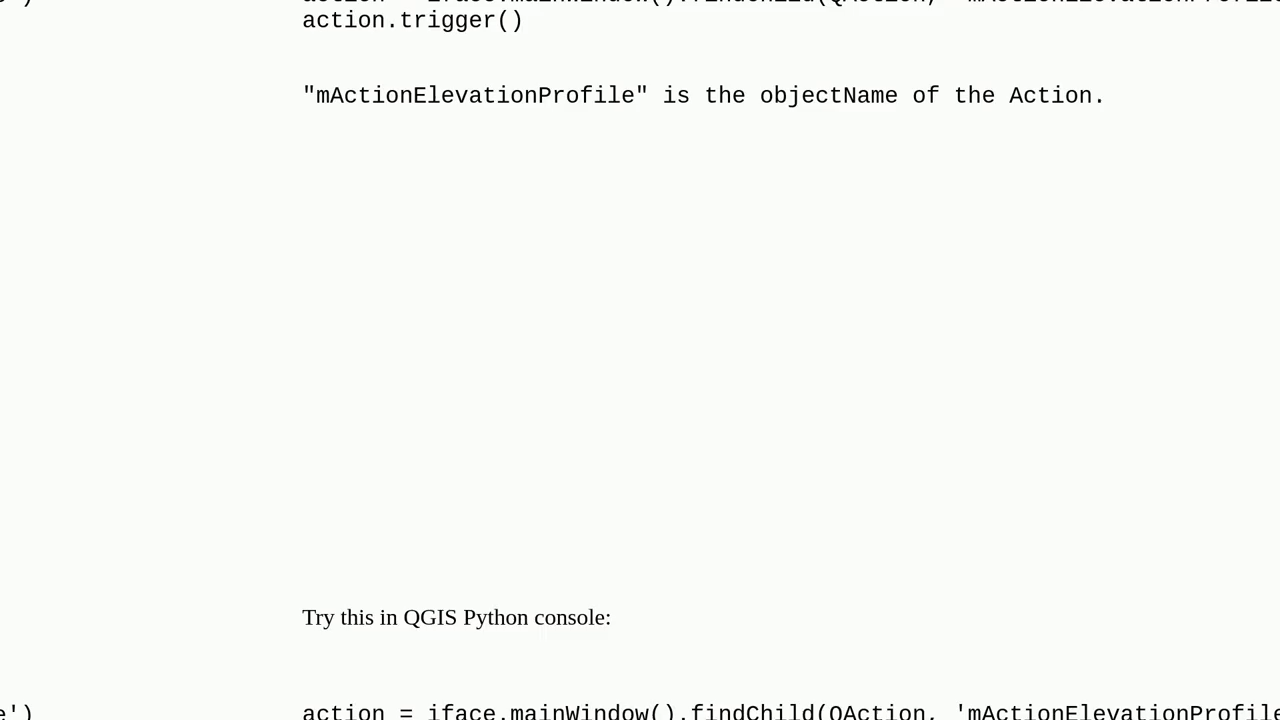 action.trigger()
"mActionElevationProfile" is the objectName of the Action.
Try this in QGIS Python console:
e')
action = iface.mainWindow().findChild(QAction, 'mActionElevationProfile